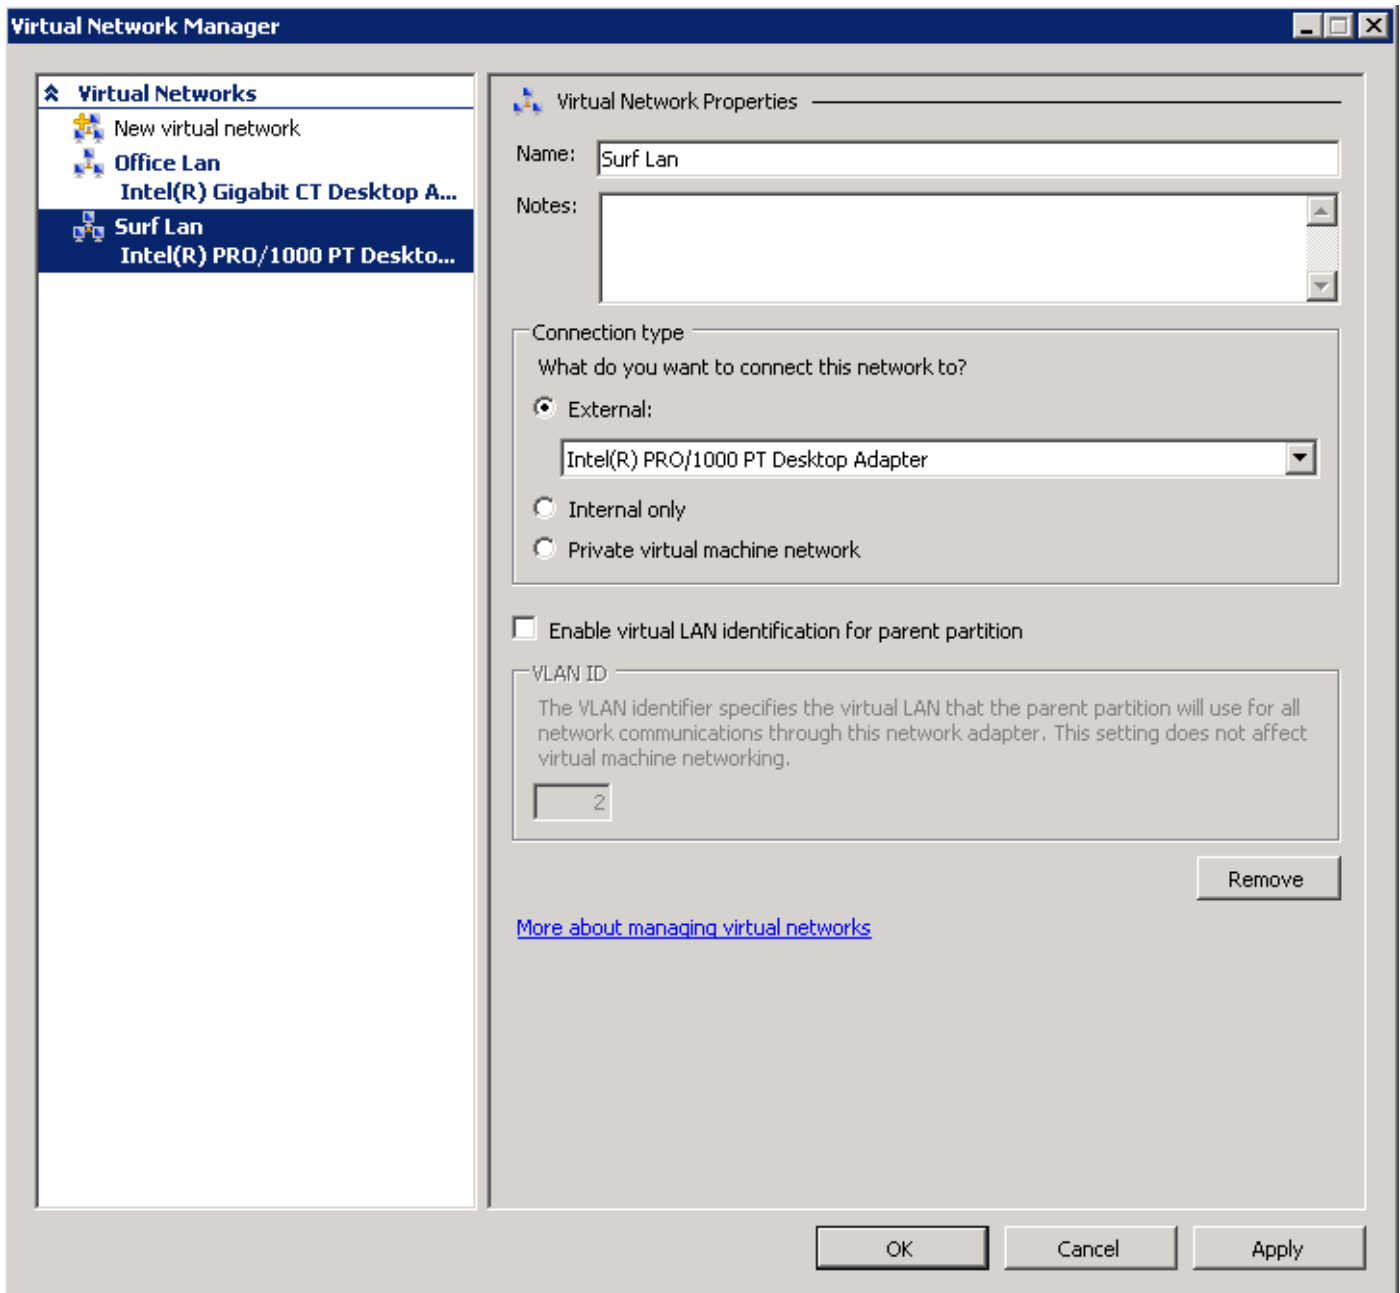 Virtual Network Manager
Virtual Networks
New virtual network
Office Lan
Intel(R) Gigabit CT Desktop A...
Surf Lan
Intel(R) PRO/1000 PT Deskto...
Virtual Network Properties
Name:
Surf Lan
Notes:
Connection type
What do you want to connect this network to?
External:
Intel(R) PRO/1000 PT Desktop Adapter
Internal only
Private virtual machine network
Enable virtual LAN identification for parent partition
VLAN ID
The VLAN identifier specifies the virtual LAN that the parent partition will use for all
network communications through this network adapter. This setting does not affect
virtual machine networking.
2
Remove
More about managing virtual networks
OK
Cancel
Apply